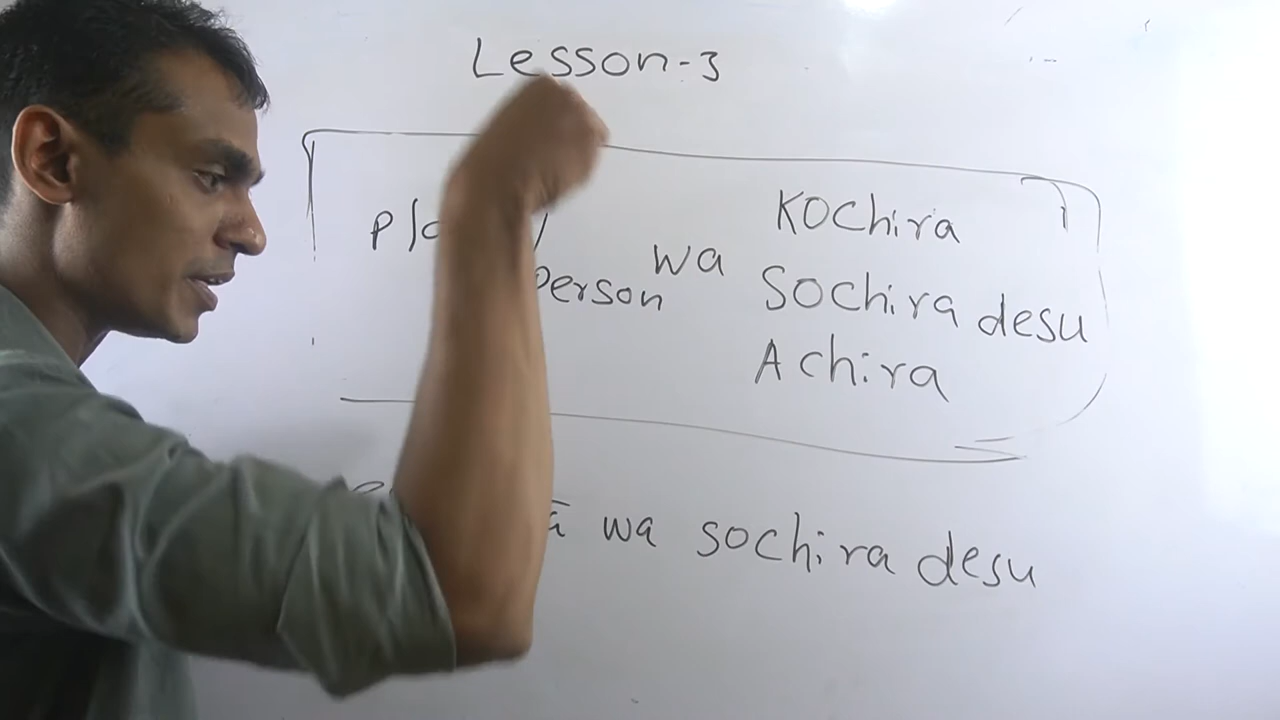 Lesson-3
person wa
Kochira
Sochira desu
Achira
wa sochira desu